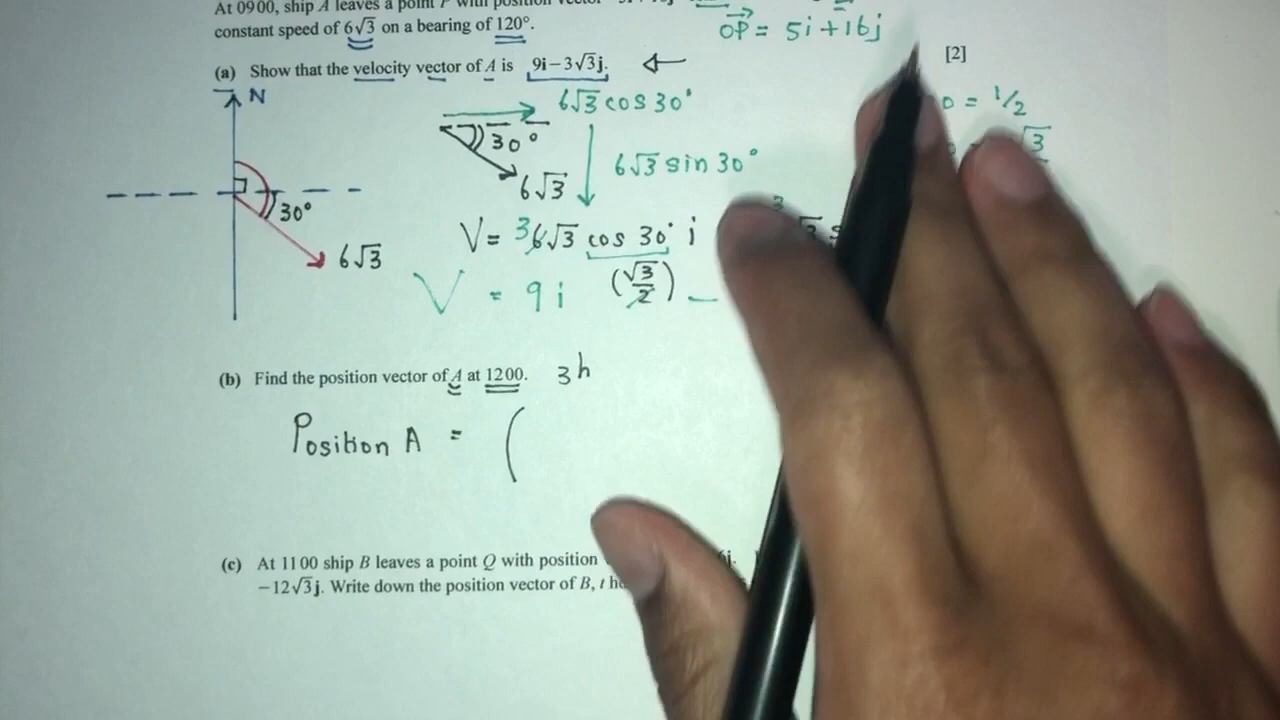 At 0900, ship A leaves a point P with position vector
OP = 5i + 16j
constant speed of 6√3 on a bearing of 120°.
[2]
(a) Show that the velocity vector of A is 9i − 3√3j.
N
6√3 cos 30°
= 1/2
30°
6√3 sin 30°
√3
6√3
30°
V = 3 6√3 cos 30° i
6√3
V = 9i (√3/2) −
(b) Find the position vector of A at 1200. 3h
Position A = (
(c) At 1100 ship B leaves a point Q with position
j.
−12√3j. Write down the position vector of B, t